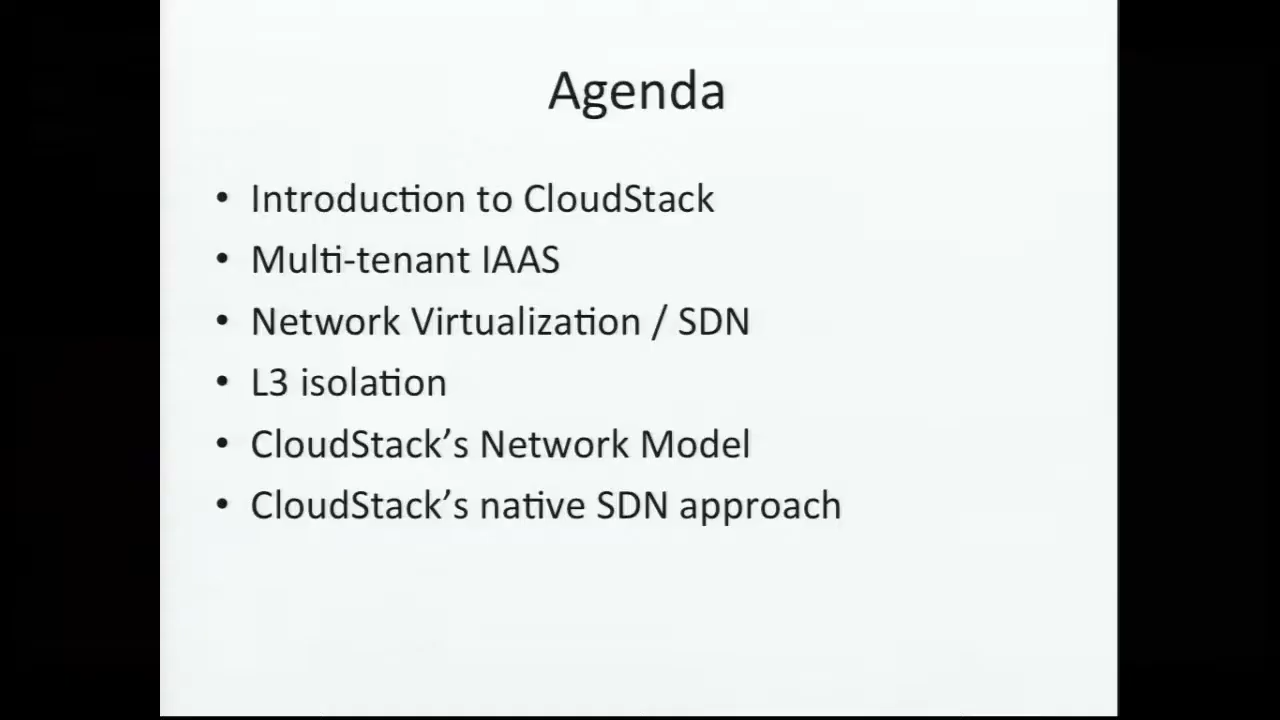 Agenda
• Introduction to CloudStack
• Multi-tenant IAAS
• Network Virtualization / SDN
• L3 isolation
• CloudStack’s Network Model
• CloudStack’s native SDN approach